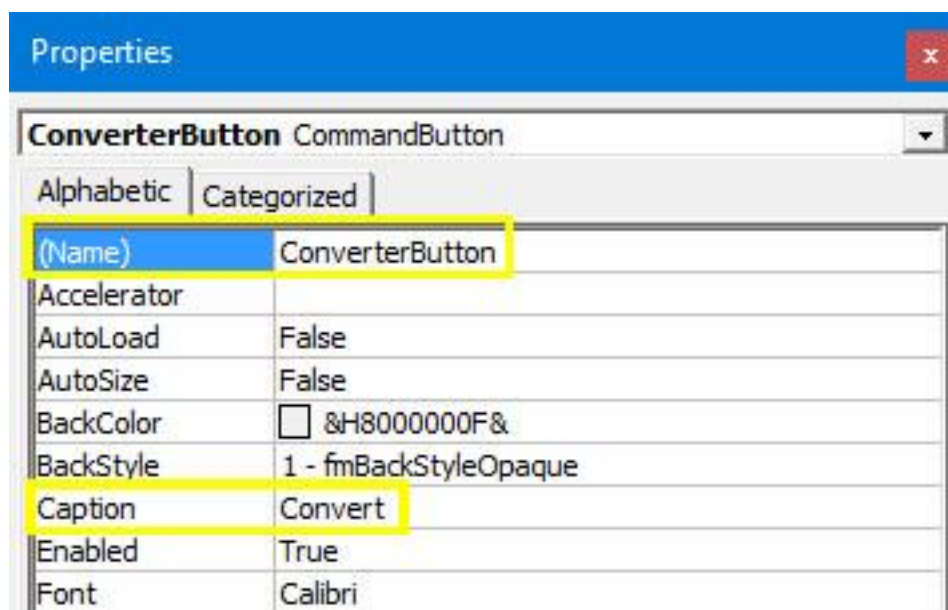 Properties
x
ConverterButton CommandButton
Alphabetic Categorized
(Name) ConverterButton
Accelerator
AutoLoad False
AutoSize False
BackColor &H8000000F&
BackStyle 1 - fmBackStyleOpaque
Caption Convert
Enabled True
Font Calibri